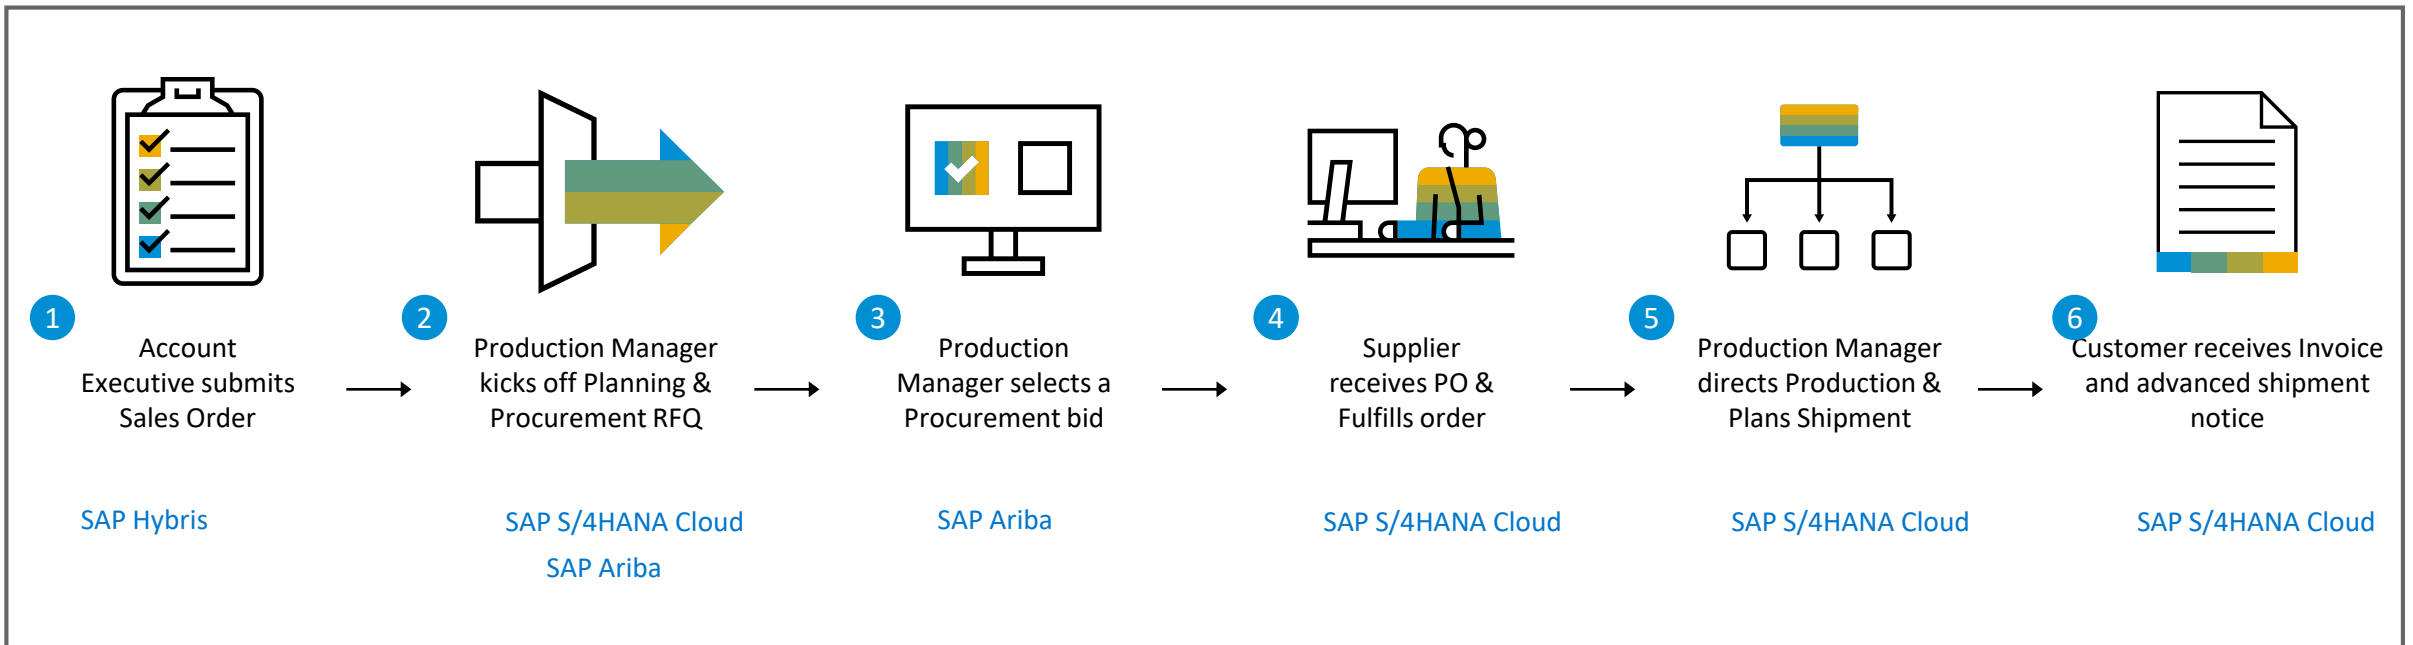 1
Account
Executive submits
Sales Order
SAP Hybris
2
Production Manager
kicks off Planning &
Procurement RFQ
SAP S/4HANA Cloud
SAP Ariba
3
Production
Manager selects a
Procurement bid
SAP Ariba
4
Supplier
receives PO &
Fulfills order
SAP S/4HANA Cloud
5
Production Manager
directs Production &
Plans Shipment
SAP S/4HANA Cloud
6
Customer receives Invoice
and advanced shipment
notice
SAP S/4HANA Cloud